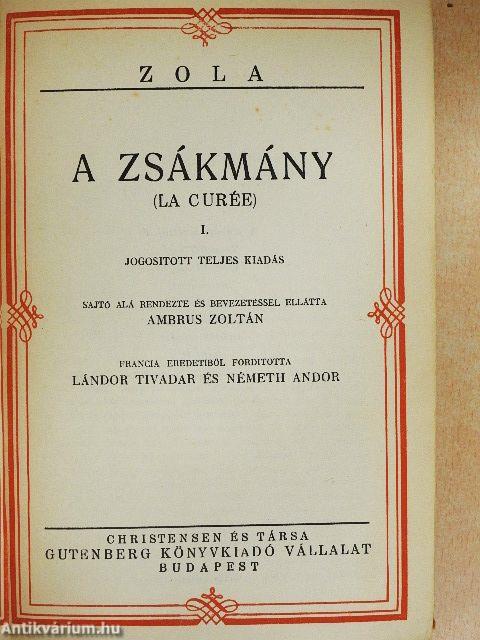 ZOLA
A ZSÁKMÁNY
(LA CURÉE)
I.
JOGOSITOTT TELJES KIADÁS
SAJTÓ ALÁ RENDEZTE ÉS BEVEZETÉSSEL ELLÁTTA
AMBRUS ZOLTÁN
FRANCIA EREDETIBŐL FORDITOTTA
LÁNDOR TIVADAR ÉS NÉMETH ANDOR
CHRISTENSEN ÉS TÁRSA
GUTENBERG KÖNYVKIADÓ VÁLLALAT
BUDAPEST
Antikvárium.hu